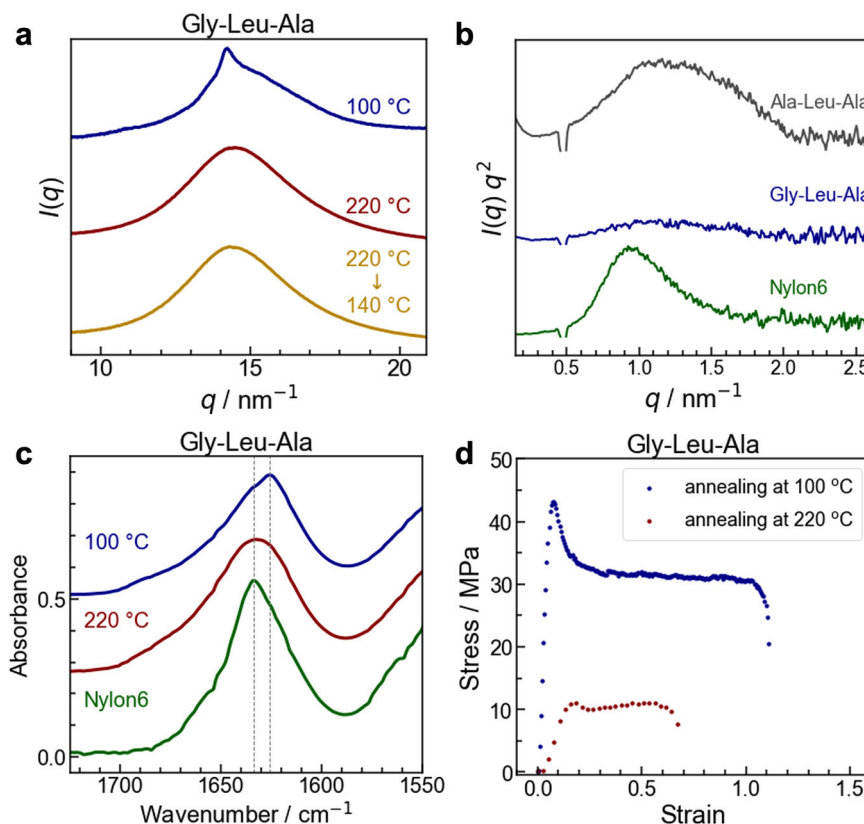 a
Gly-Leu-Ala
I(q)
100 °C
220 °C
220 °C
↓
140 °C
10 15 20
q / nm⁻¹
b
I(q) q²
Ala-Leu-Ala
Gly-Leu-Ala
Nylon6
0.5 1.0 1.5 2.0 2.5
q / nm⁻¹
c
Gly-Leu-Ala
Absorbance
100 °C
0.5
220 °C
Nylon6
0.0
1700 1650 1600 1550
Wavenumber / cm⁻¹
d
Gly-Leu-Ala
Stress / MPa
50
annealing at 100 °C
annealing at 220 °C
40
30
20
10
0
0.0 0.5 1.0 1.5
Strain